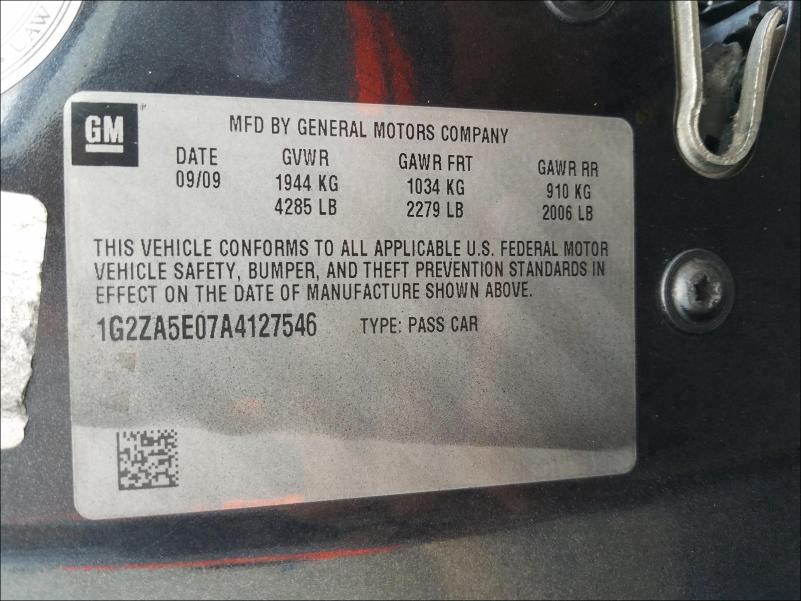 LAW
GM
MFD BY GENERAL MOTORS COMPANY
DATE GVWR GAWR FRT GAWR RR
09/09 1944 KG 1034 KG 910 KG
4285 LB 2279 LB 2006 LB
THIS VEHICLE CONFORMS TO ALL APPLICABLE U.S. FEDERAL MOTOR
VEHICLE SAFETY, BUMPER, AND THEFT PREVENTION STANDARDS IN
EFFECT ON THE DATE OF MANUFACTURE SHOWN ABOVE.
1G2ZA5E07A4127546 TYPE: PASS CAR